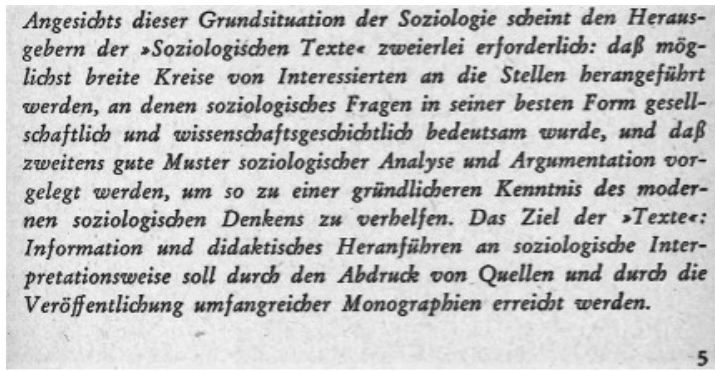 Angesichts dieser Grundsituation der Soziologie scheint den Heraus-
gebern der »Soziologischen Texte« zweierlei erforderlich: daß mög-
lichst breite Kreise von Interessierten an die Stellen herangeführt
werden, an denen soziologisches Fragen in seiner besten Form gesell-
schaftlich und wissenschaftsgeschichtlich bedeutsam wurde, und daß
zweitens gute Muster soziologischer Analyse und Argumentation vor-
gelegt werden, um so zu einer gründlicheren Kenntnis des moder-
nen soziologischen Denkens zu verhelfen. Das Ziel der »Texte«:
Information und didaktisches Heranführen an soziologische Inter-
pretationsweise soll durch den Abdruck von Quellen und durch die
Veröffentlichung umfangreicher Monographien erreicht werden.
5